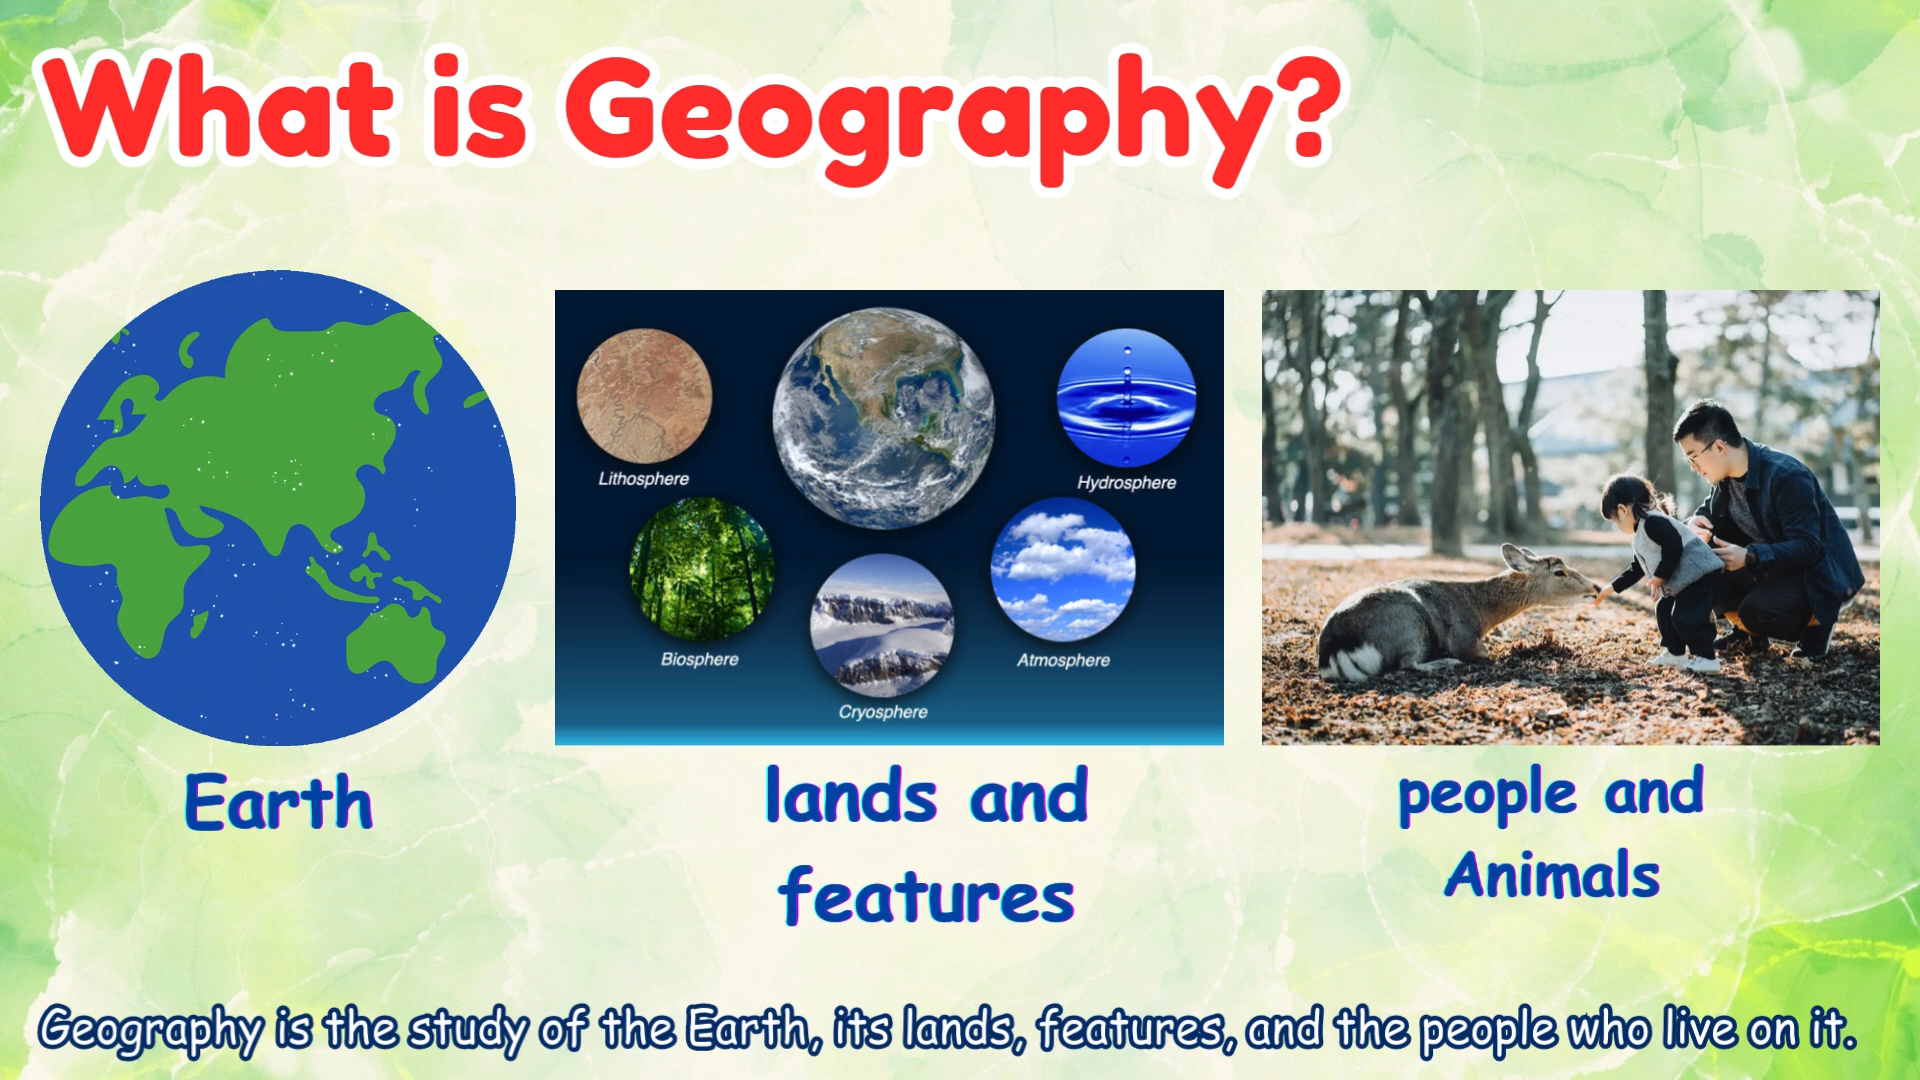 What is Geography?
Lithosphere
Hydrosphere
Biosphere
Atmosphere
Cryosphere
Earth
lands and
features
people and
Animals
Geography is the study of the Earth, its lands, features, and the people who live on it.